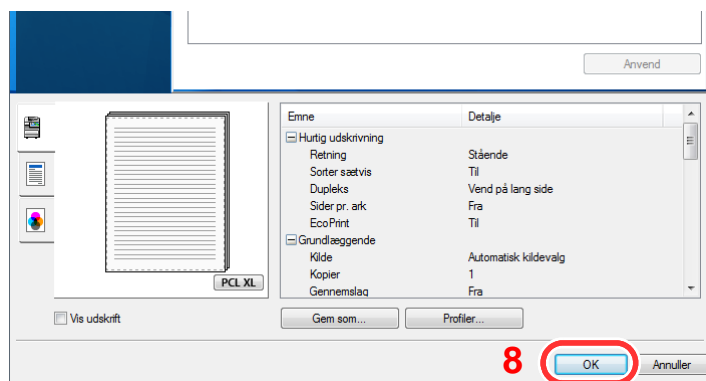 Anvend
Emne Detalje
Hurtig udskrivning
Retning Stående
Sorter sætvis Til
Dupleks Vend på lang side
Sider pr. ark Fra
EcoPrint Til
Grundlæggende
Kilde Automatisk kildevalg
Kopier 1
Gennemslag Fra
PCL XL
Vis udskrift Gem som... Profiler...
8 OK Annuller